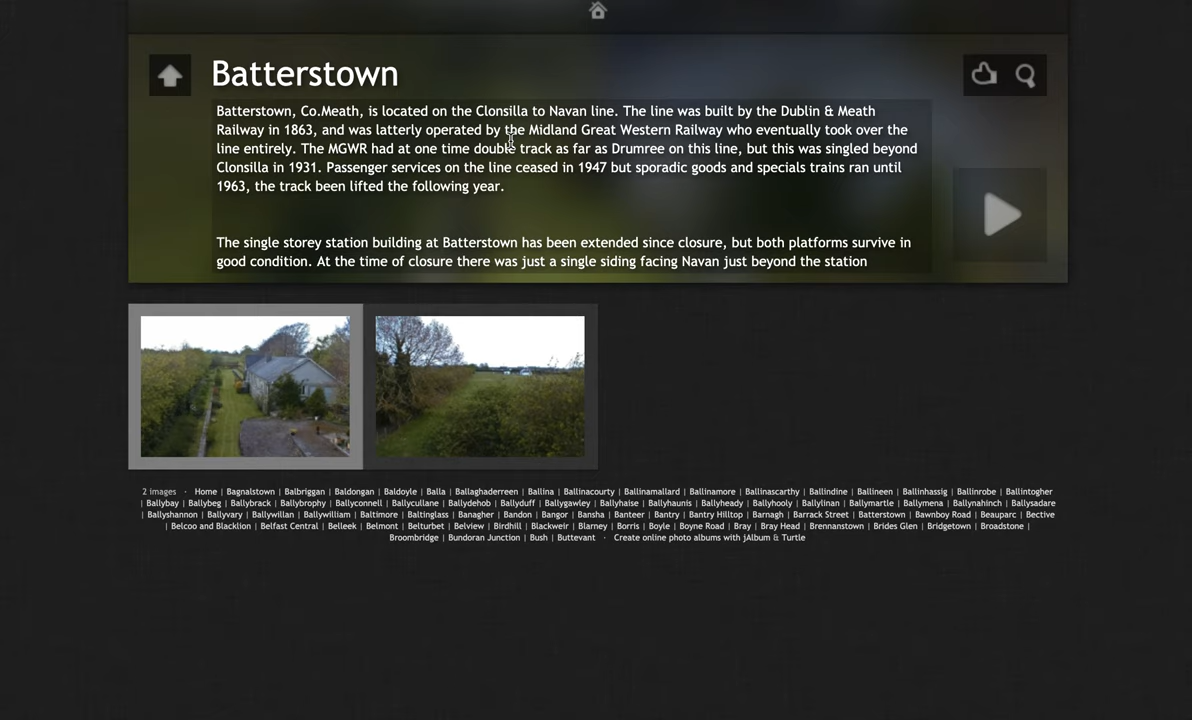 Batterstown
Batterstown, Co.Meath, is located on the Clonsilla to Navan line. The line was built by the Dublin & Meath
Railway in 1863, and was latterly operated by the Midland Great Western Railway who eventually took over the
line entirely. The MGWR had at one time double track as far as Drumree on this line, but this was singled beyond
Clonsilla in 1931. Passenger services on the line ceased in 1947 but sporadic goods and specials trains ran until
1963, the track been lifted the following year.
The single storey station building at Batterstown has been extended since closure, but both platforms survive in
good condition. At the time of closure there was just a single siding facing Navan just beyond the station
2 images · Home | Bagnalstown | Balbriggan | Baldongan | Baldoyle | Balla | Ballaghaderreen | Ballina | Ballinacourty | Ballinamallard | Ballinamore | Ballinascarthy | Ballindine | Ballineen | Ballinhassig | Ballinrobe | Ballintogher
| Ballybay | Ballybeg | Ballybrack | Ballybrophy | Ballyconnell | Ballycullane | Ballydehob | Ballyduff | Ballygawley | Ballyhaise | Ballyhaunis | Ballyheady | Ballyhooly | Ballylinan | Ballymartle | Ballymena | Ballynahinch | Ballysadare
| Ballyshannon | Ballyvary | Ballywillan | Ballywilliam | Baltimore | Baltinglass | Banagher | Bandon | Bangor | Bansha | Banteer | Bantry | Bantry Hilltop | Barnagh | Barrack Street | Batterstown | Bawnboy Road | Beauparc | Bective
| Belcoo and Blacklion | Belfast Central | Belleek | Belmont | Belturbet | Belview | Birdhill | Blackweir | Blarney | Borris | Boyle | Boyne Road | Bray | Bray Head | Brennanstown | Brides Glen | Bridgetown | Broadstone |
Broombridge | Bundoran Junction | Bush | Buttevant · Create online photo albums with jAlbum & Turtle